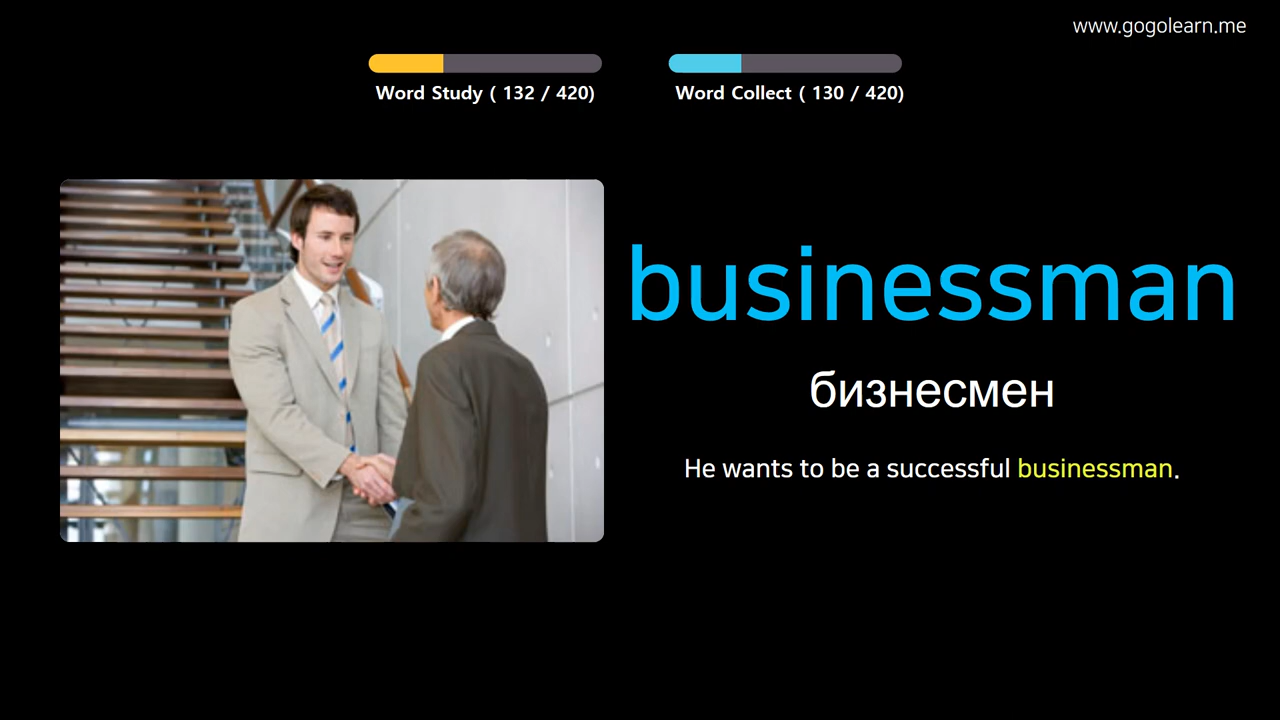 www.gogolearn.me
Word Study ( 132 / 420)
Word Collect ( 130 / 420)
businessman
бизнесмен
He wants to be a successful businessman.